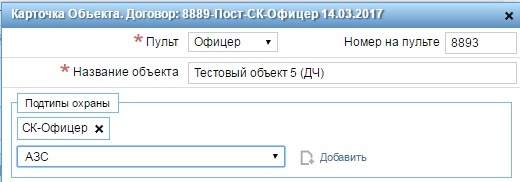 Карточка Объекта. Договор: 8889-Пост-СК-Офицер 14.03.2017
* Пульт Офицер Номер на пульте 8893
* Название объекта Тестовый объект 5 (ДЧ)
Подтипы охраны
СК-Офицер
АЗС Добавить